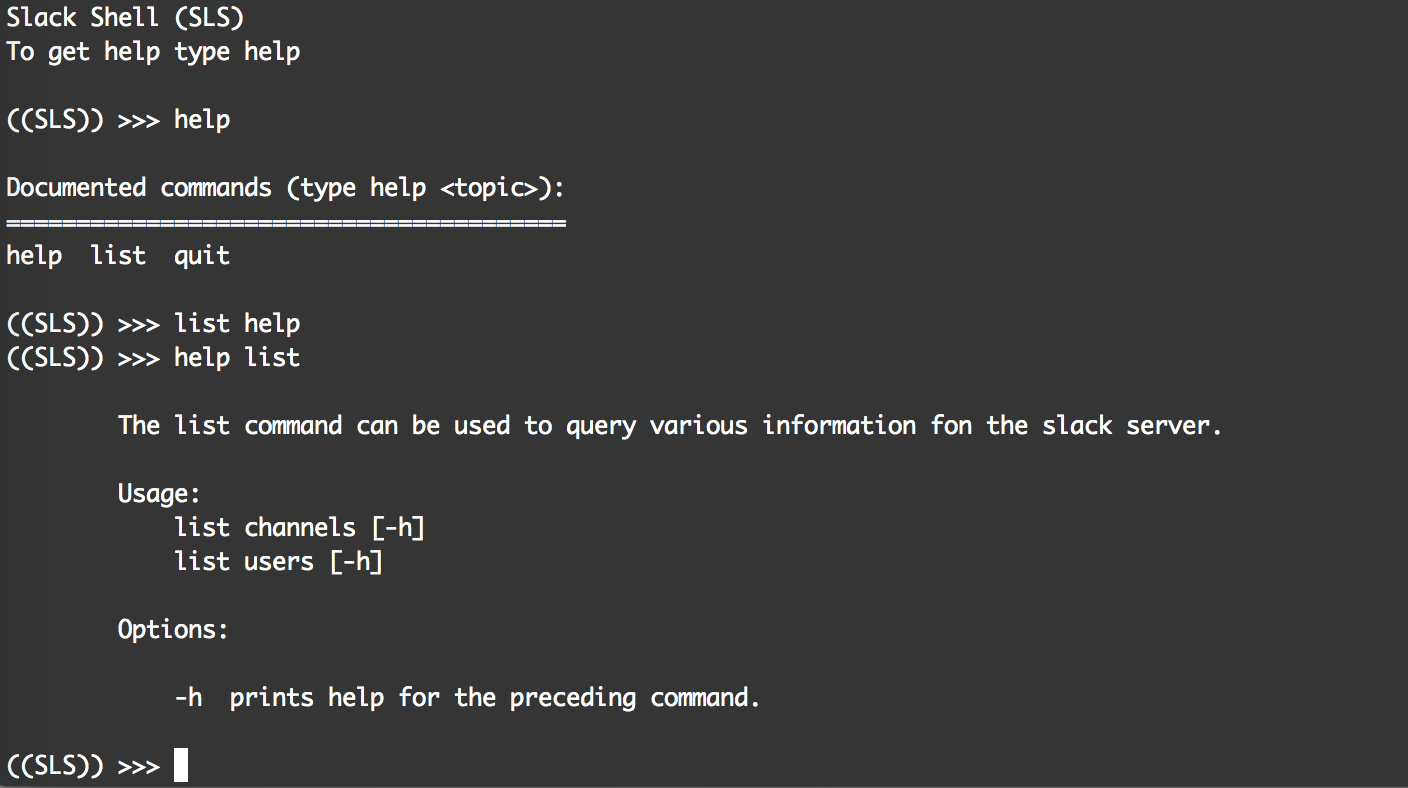 Slack Shell (SLS)
To get help type help
((SLS)) >>> help
Documented commands (type help <topic>):
========================================
help  list  quit
((SLS)) >>> list help
((SLS)) >>> help list
The list command can be used to query various information fon the slack server.
Usage:
list channels [-h]
list users [-h]
Options:
-h  prints help for the preceding command.
((SLS)) >>>